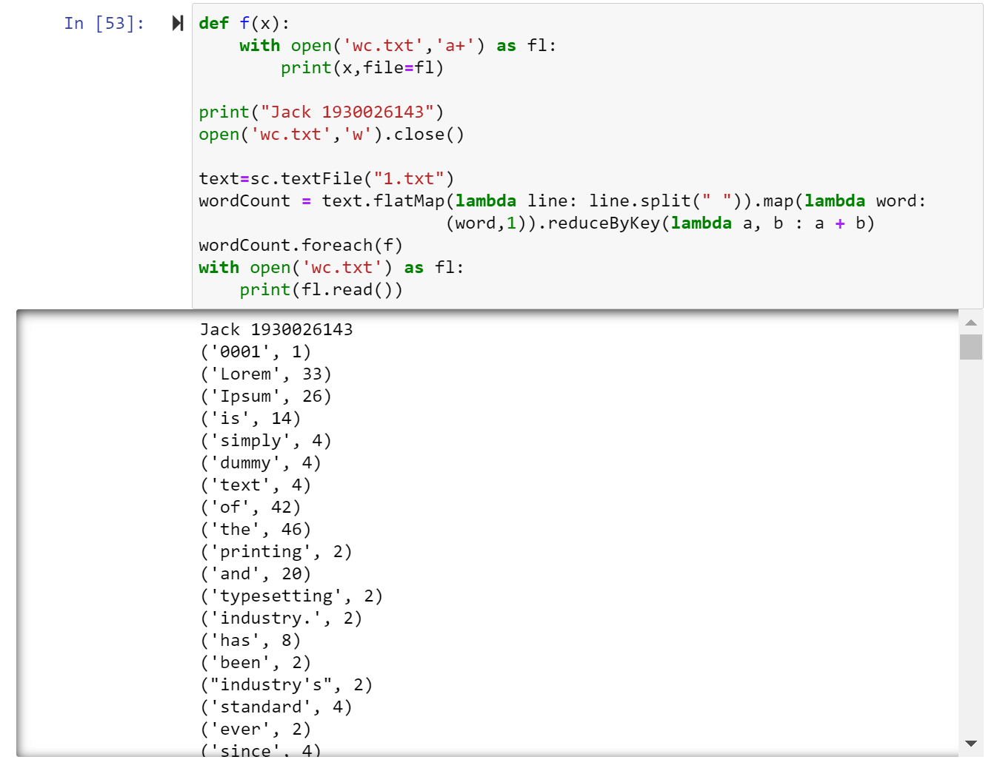 In [53]:
def f(x):
    with open('wc.txt','a+') as fl:
        print(x,file=fl)
print("Jack 1930026143")
open('wc.txt','w').close()
text=sc.textFile("1.txt")
wordCount = text.flatMap(lambda line: line.split(" ")).map(lambda word:
                        (word,1)).reduceByKey(lambda a, b : a + b)
wordCount.foreach(f)
with open('wc.txt') as fl:
    print(fl.read())
Jack 1930026143
('0001', 1)
('Lorem', 33)
('Ipsum', 26)
('is', 14)
('simply', 4)
('dummy', 4)
('text', 4)
('of', 42)
('the', 46)
('printing', 2)
('and', 20)
('typesetting', 2)
('industry.', 2)
('has', 8)
('been', 2)
("industry's", 2)
('standard', 4)
('ever', 2)
('since', 4)